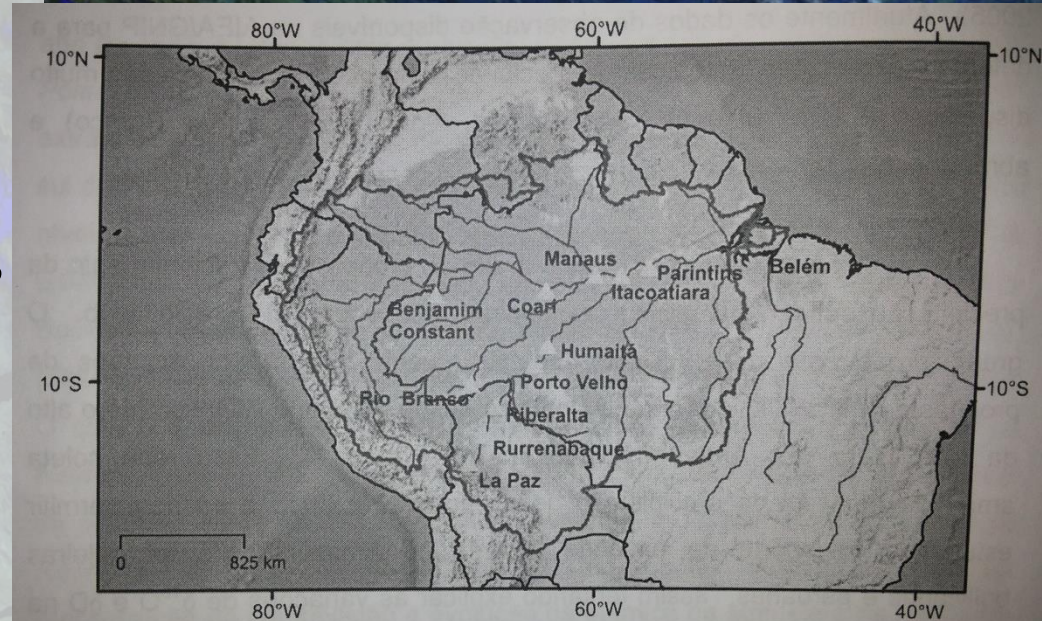 80°W 60°W 40°W
10°N 10°N
Manaus
Parintins Belém
Itacoatiara
Benjamim
Constant
Coari
Humaitá
10°S 10°S
Porto Velho
Rio Branco
Riberalta
Rurrenabaque
La Paz
0 825 km
80°W 60°W 40°W